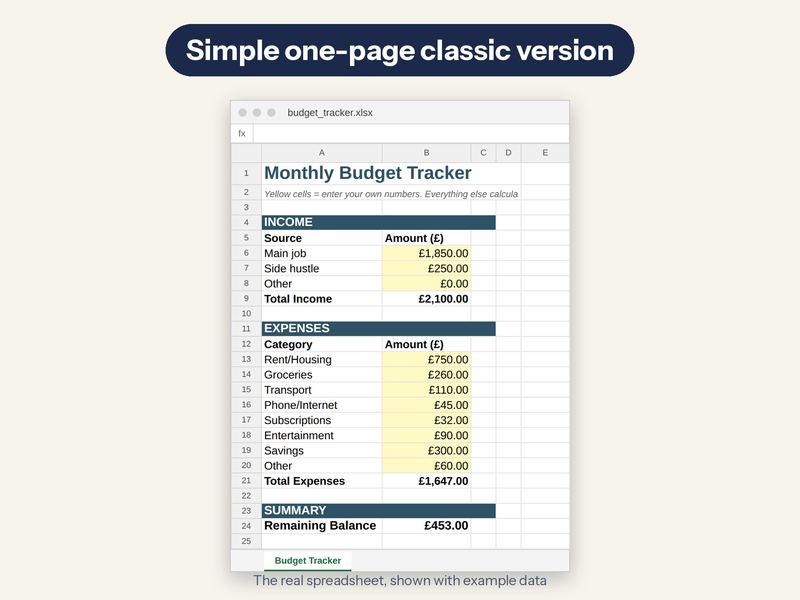 Simple one-page classic version
budget_tracker.xlsx
fx
A B C D E
1 Monthly Budget Tracker
2 Yellow cells = enter your own numbers. Everything else calcula
3
4 INCOME
5 Source Amount (£)
6 Main job £1,850.00
7 Side hustle £250.00
8 Other £0.00
9 Total Income £2,100.00
10
11 EXPENSES
12 Category Amount (£)
13 Rent/Housing £750.00
14 Groceries £260.00
15 Transport £110.00
16 Phone/Internet £45.00
17 Subscriptions £32.00
18 Entertainment £90.00
19 Savings £300.00
20 Other £60.00
21 Total Expenses £1,647.00
22
23 SUMMARY
24 Remaining Balance £453.00
25
Budget Tracker
The real spreadsheet, shown with example data